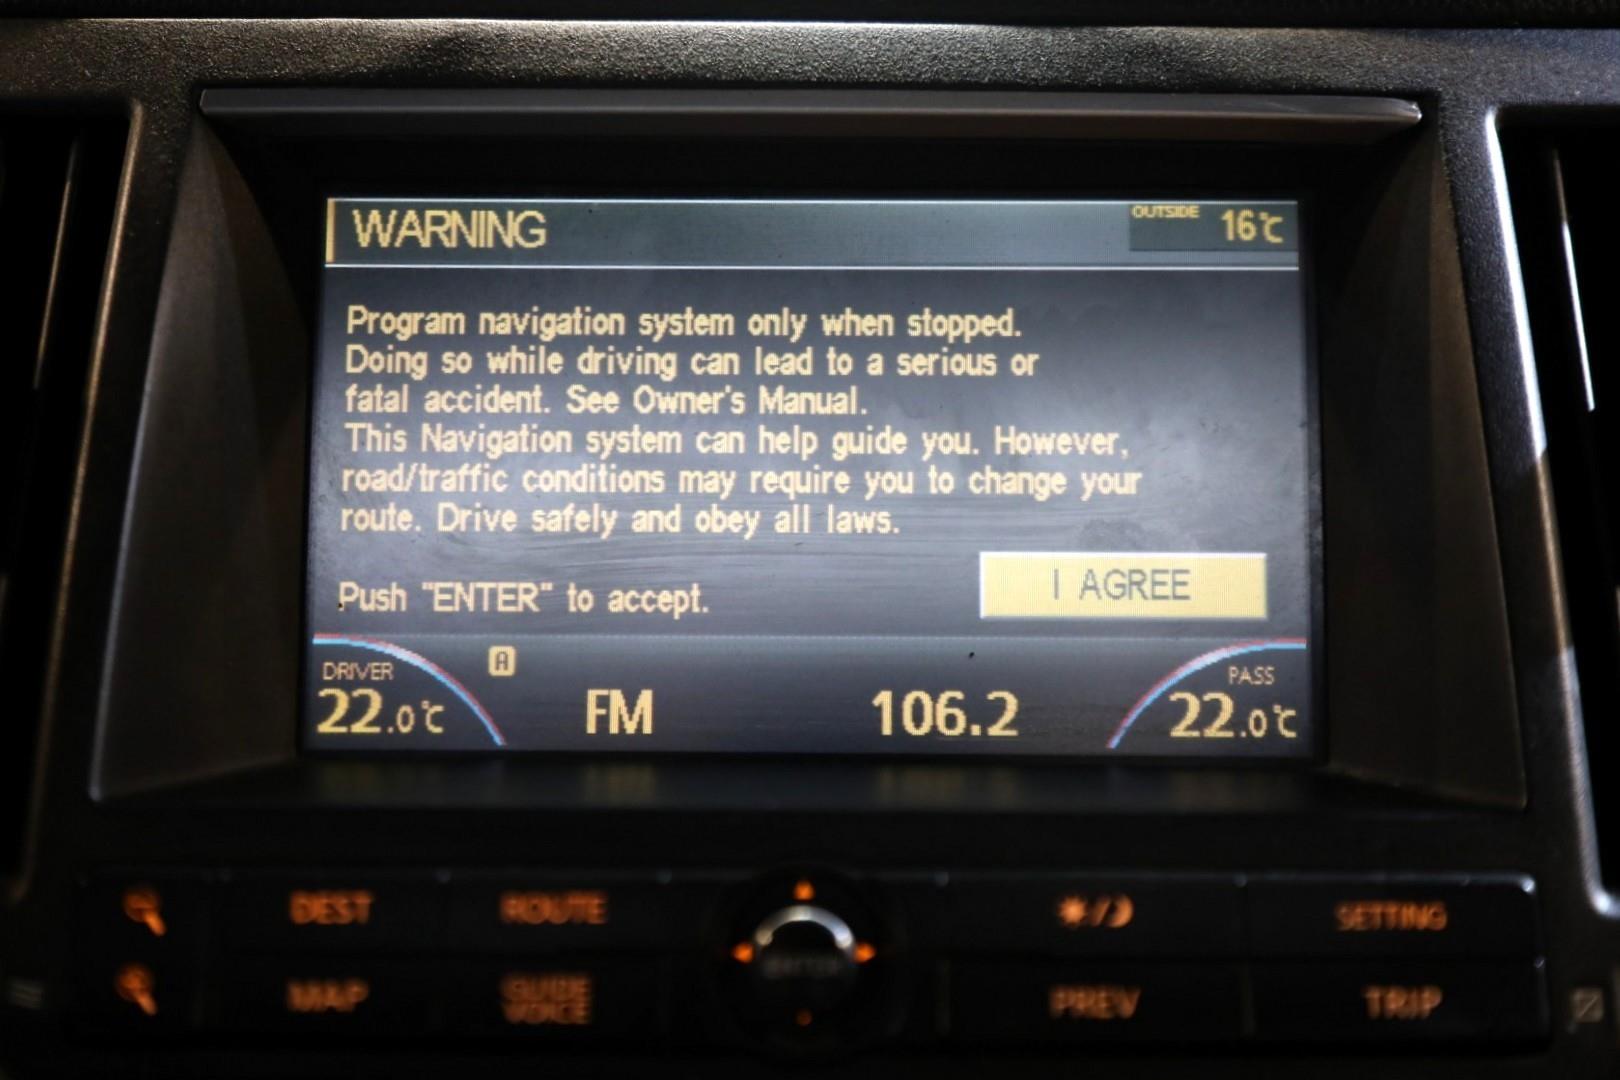 WARNING
OUTSIDE 16°C
Program navigation system only when stopped.
Doing so while driving can lead to a serious or
fatal accident. See Owner's Manual.
This Navigation system can help guide you. However,
road/traffic conditions may require you to change your
route. Drive safely and obey all laws.
Push "ENTER" to accept.
I AGREE
DRIVER
22.0°C
A
FM
106.2
PASS
22.0°C
DEST
ROUTE
SETTING
MAP
GUIDE
VOICE
ENTER
PREV
TRIP